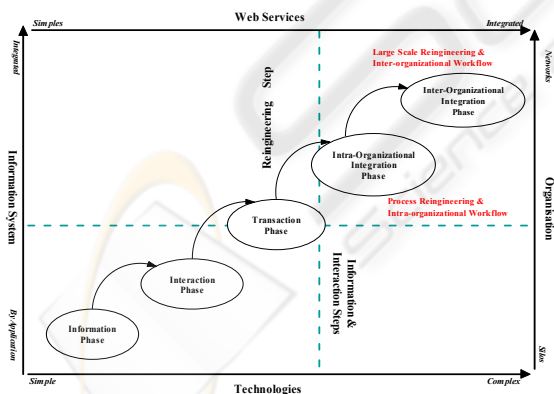 Web Services
Simples
Integrated
Integrated
Networks
Large Scale Reingineering &
Inter-organizational Workflow
Reingineering Step
Inter-Organizational
Integration
Phase
Intra-Organizational
Integration
Phase
Information System
Organisation
Process Reingineering &
Intra-organizational Workflow
Transaction
Phase
Interaction
Phase
Information &
Interaction Steps
Information
Phase
By Application
Silos
Simple
Complex
Technologies
science